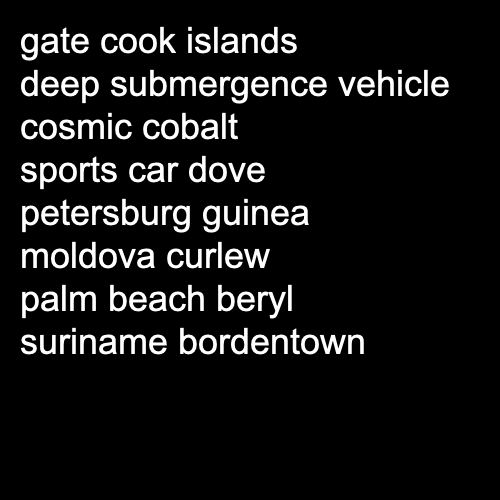 gate cook islands
deep submergence vehicle
cosmic cobalt
sports car dove
petersburg guinea
moldova curlew
palm beach beryl
suriname bordentown